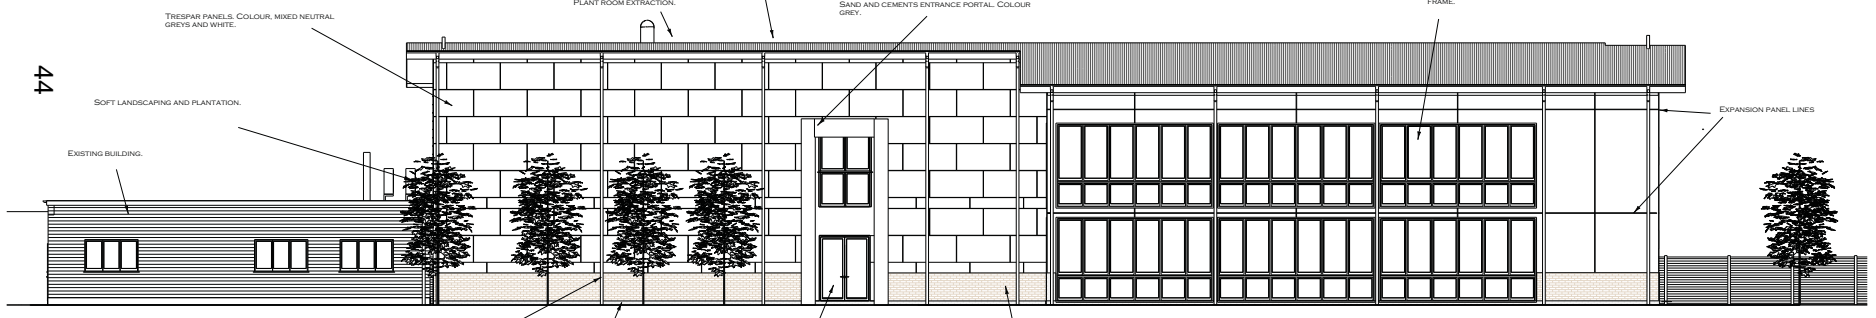 Trespar panels. Colour, mixed neutral
greys and white.
Plant room extraction.
Sand and cements entrance portal. Colour
grey.
frame.
44
Soft landscaping and plantation.
Existing building.
Expansion panel lines